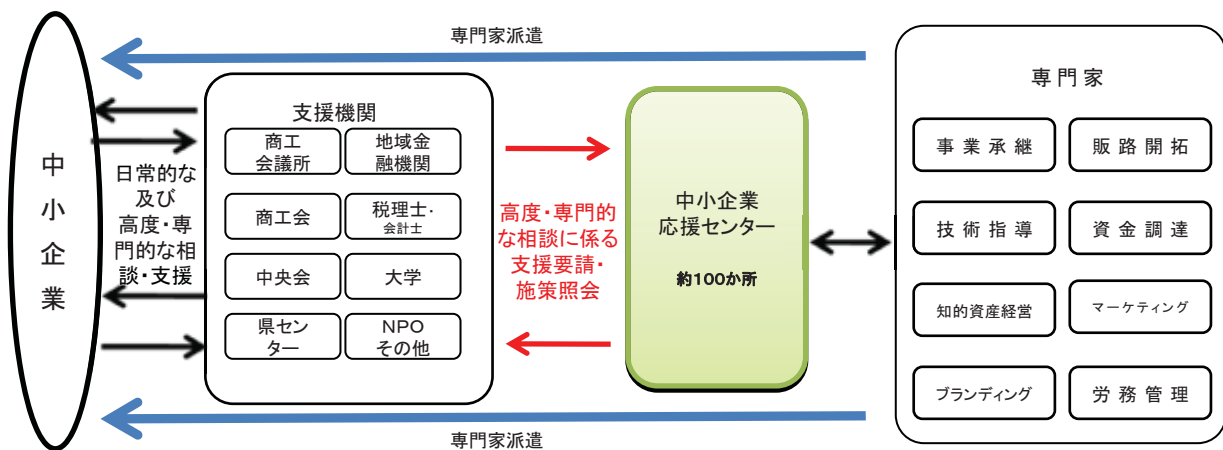 専門家派遣
中
小
企
業
日常的な
及び
高度・専
門的な相
談・支援
支援機関
商工
会議所
地域金
融機関
商工会
税理士・
会計士
中央会
大学
県セン
ター
NPO
その他
高度・専門的
な相談に係る
支援要請・
施策照会
中小企業
応援センター
約100か所
専門家
事業承継
販路開拓
技術指導
資金調達
知的資産経営
マーケティング
ブランディング
労務管理
専門家派遣